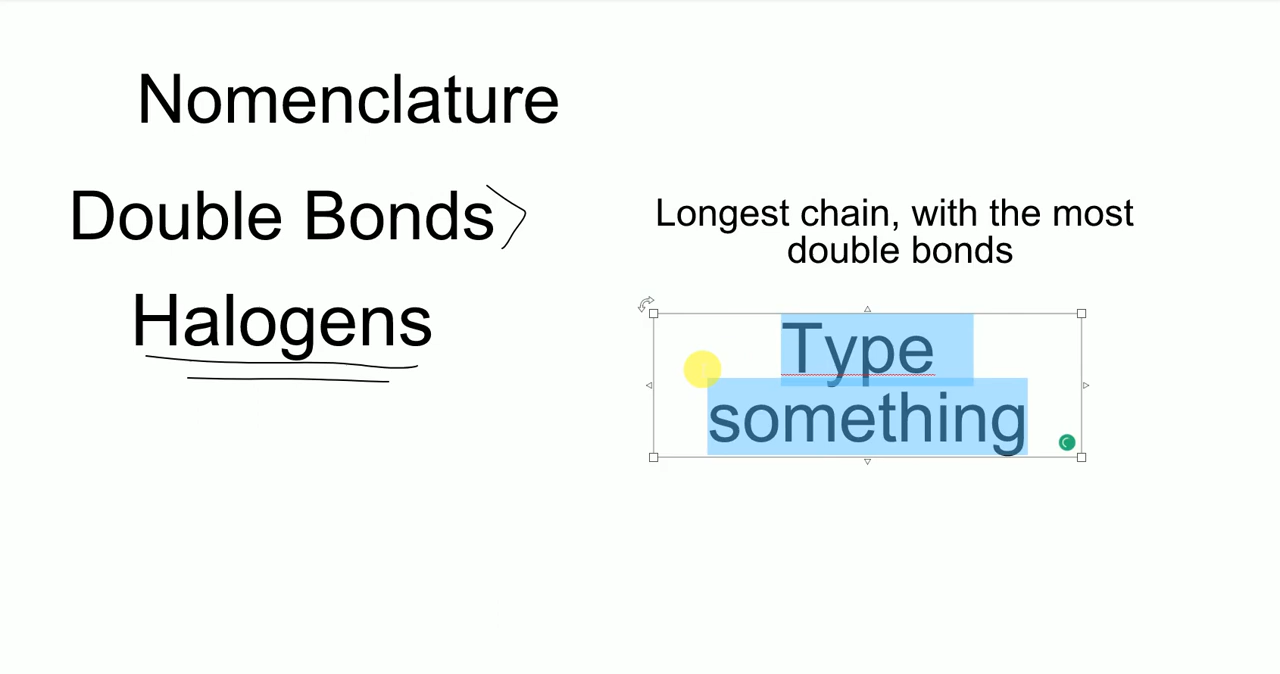 Nomenclature
Double Bonds >
Halogens
Longest chain, with the most
double bonds
Type
something